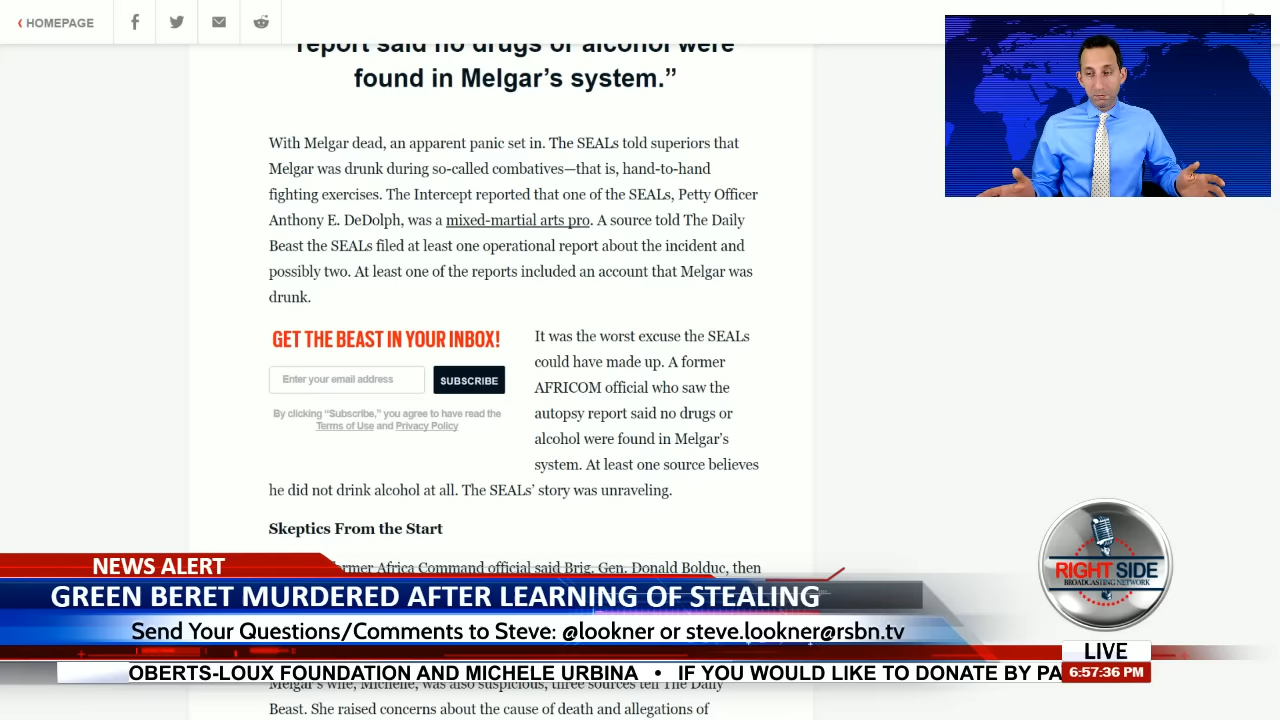 HOMEPAGE
report said no drugs or alcohol were
found in Melgar’s system.”
With Melgar dead, an apparent panic set in. The SEALs told superiors that
Melgar was drunk during so-called combatives—that is, hand-to-hand
fighting exercises. The Intercept reported that one of the SEALs, Petty Officer
Anthony E. DeDolph, was a mixed-martial arts pro. A source told The Daily
Beast the SEALs filed at least one operational report about the incident and
possibly two. At least one of the reports included an account that Melgar was
drunk.
GET THE BEAST IN YOUR INBOX!
Enter your email address
SUBSCRIBE
By clicking “Subscribe,” you agree to have read the
Terms of Use and Privacy Policy
It was the worst excuse the SEALs
could have made up. A former
AFRICOM official who saw the
autopsy report said no drugs or
alcohol were found in Melgar’s
system. At least one source believes
he did not drink alcohol at all. The SEALs’ story was unraveling.
Skeptics From the Start
former Africa Command official said Brig. Gen. Donald Bolduc, then
NEWS ALERT
GREEN BERET MURDERED AFTER LEARNING OF STEALING
Send Your Questions/Comments to Steve: @lookner or steve.lookner@rsbn.tv
RIGHT SIDE
BROADCASTING NETWORK
LIVE
6:57:36 PM
OBERTS-LOUX FOUNDATION AND MICHELE URBINA • IF YOU WOULD LIKE TO DONATE BY PA
Melgar’s wife, Michelle, was also suspicious, three sources tell The Daily
Beast. She raised concerns about the cause of death and allegations of